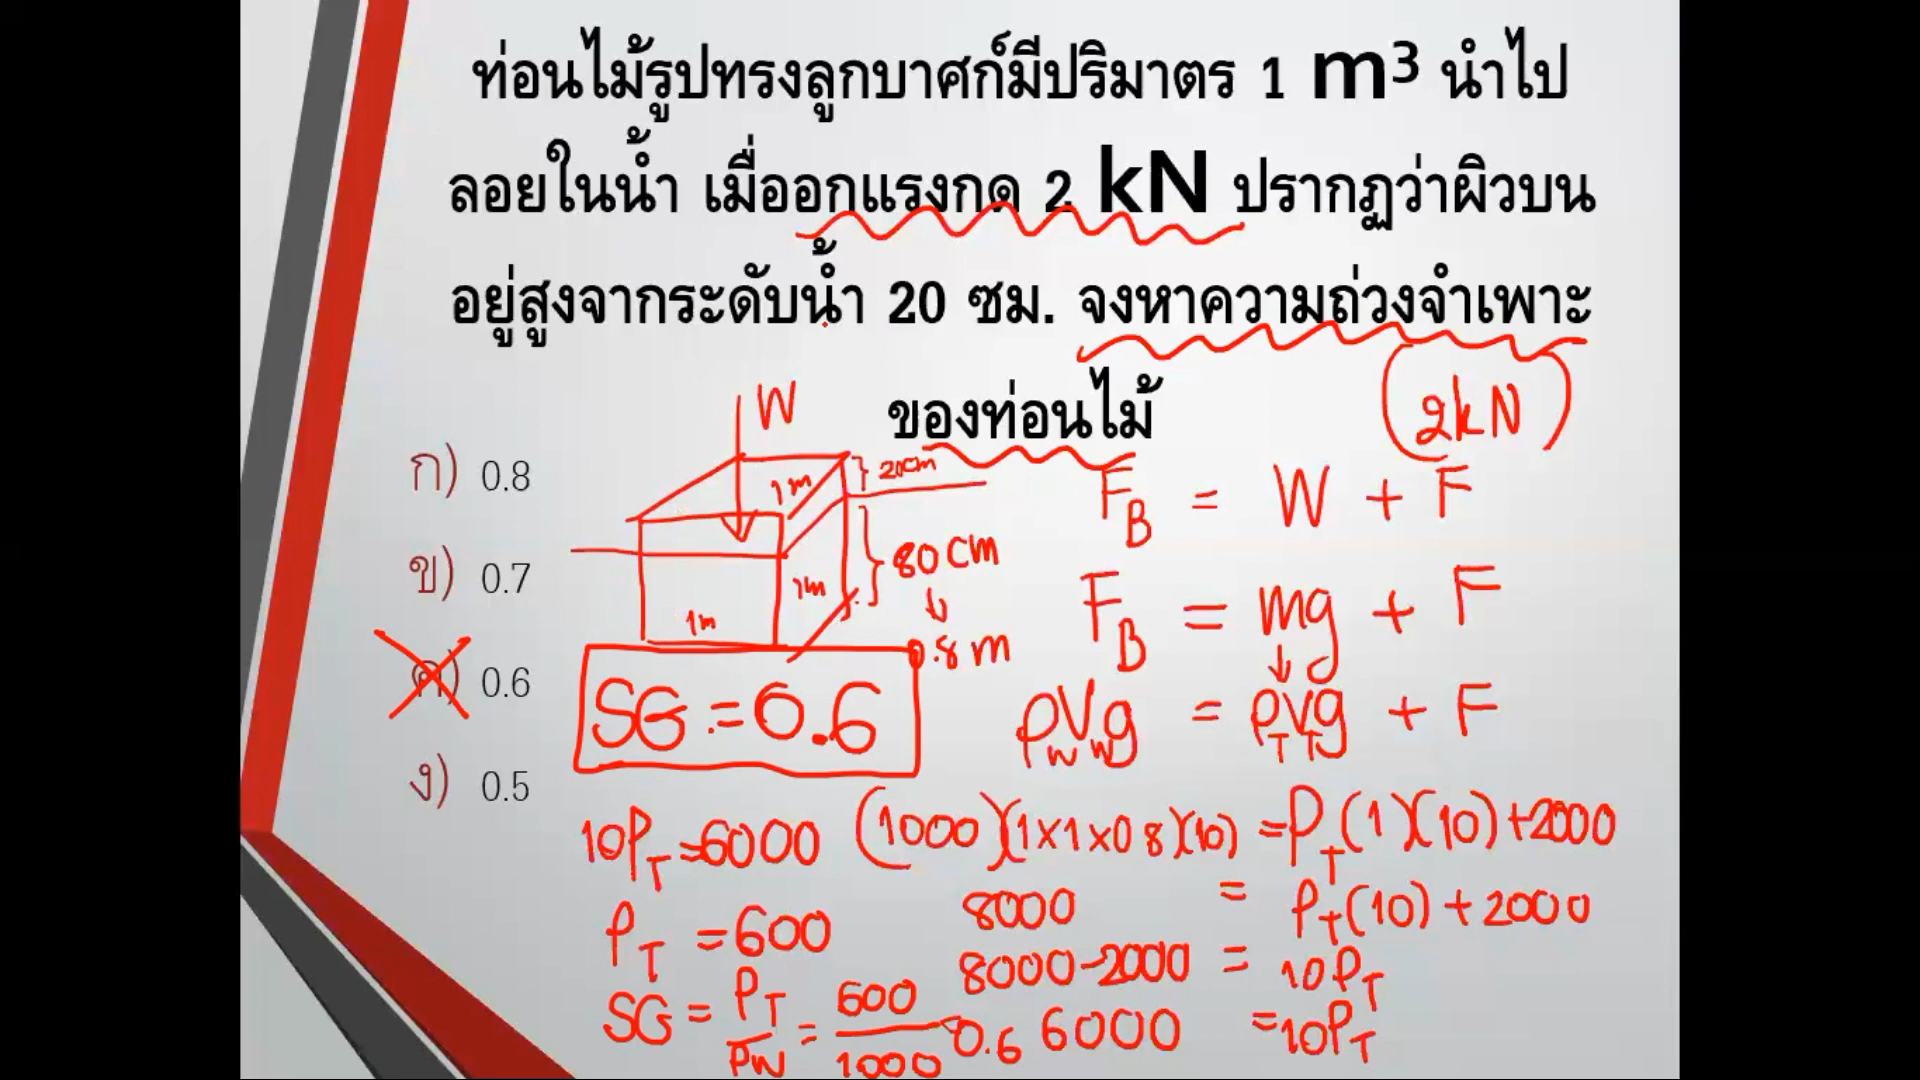 ท่อนไม้รูปทรงลูกบาศก์มีปริมาตร 1 m³ นำไป
ลอยในน้ำ เมื่ออกแรงกด 2 kN ปรากฏว่าผิวบน
อยู่สูงจากระดับน้ำ 20 ซม. จงหาความถ่วงจำเพาะ
ของท่อนไม้
(2kN)
ก) 0.8
ข) 0.7
ค) 0.6
ง) 0.5
W
20cm
1m
80cm
1m
1m
0.8m
SG = 0.6
F_B = W + F
F_B = mg + F
ρ_w V_w g = ρ_T V_T g + F
(1000)(1×1×0.8)(10) = ρ_T(1)(10)+2000
8000 = ρ_T(10)+2000
8000-2000 = 10ρ_T
6000 = 10ρ_T
10ρ_T = 6000
ρ_T = 600
SG = ρ_T/ρ_w = 600/1000 = 0.6